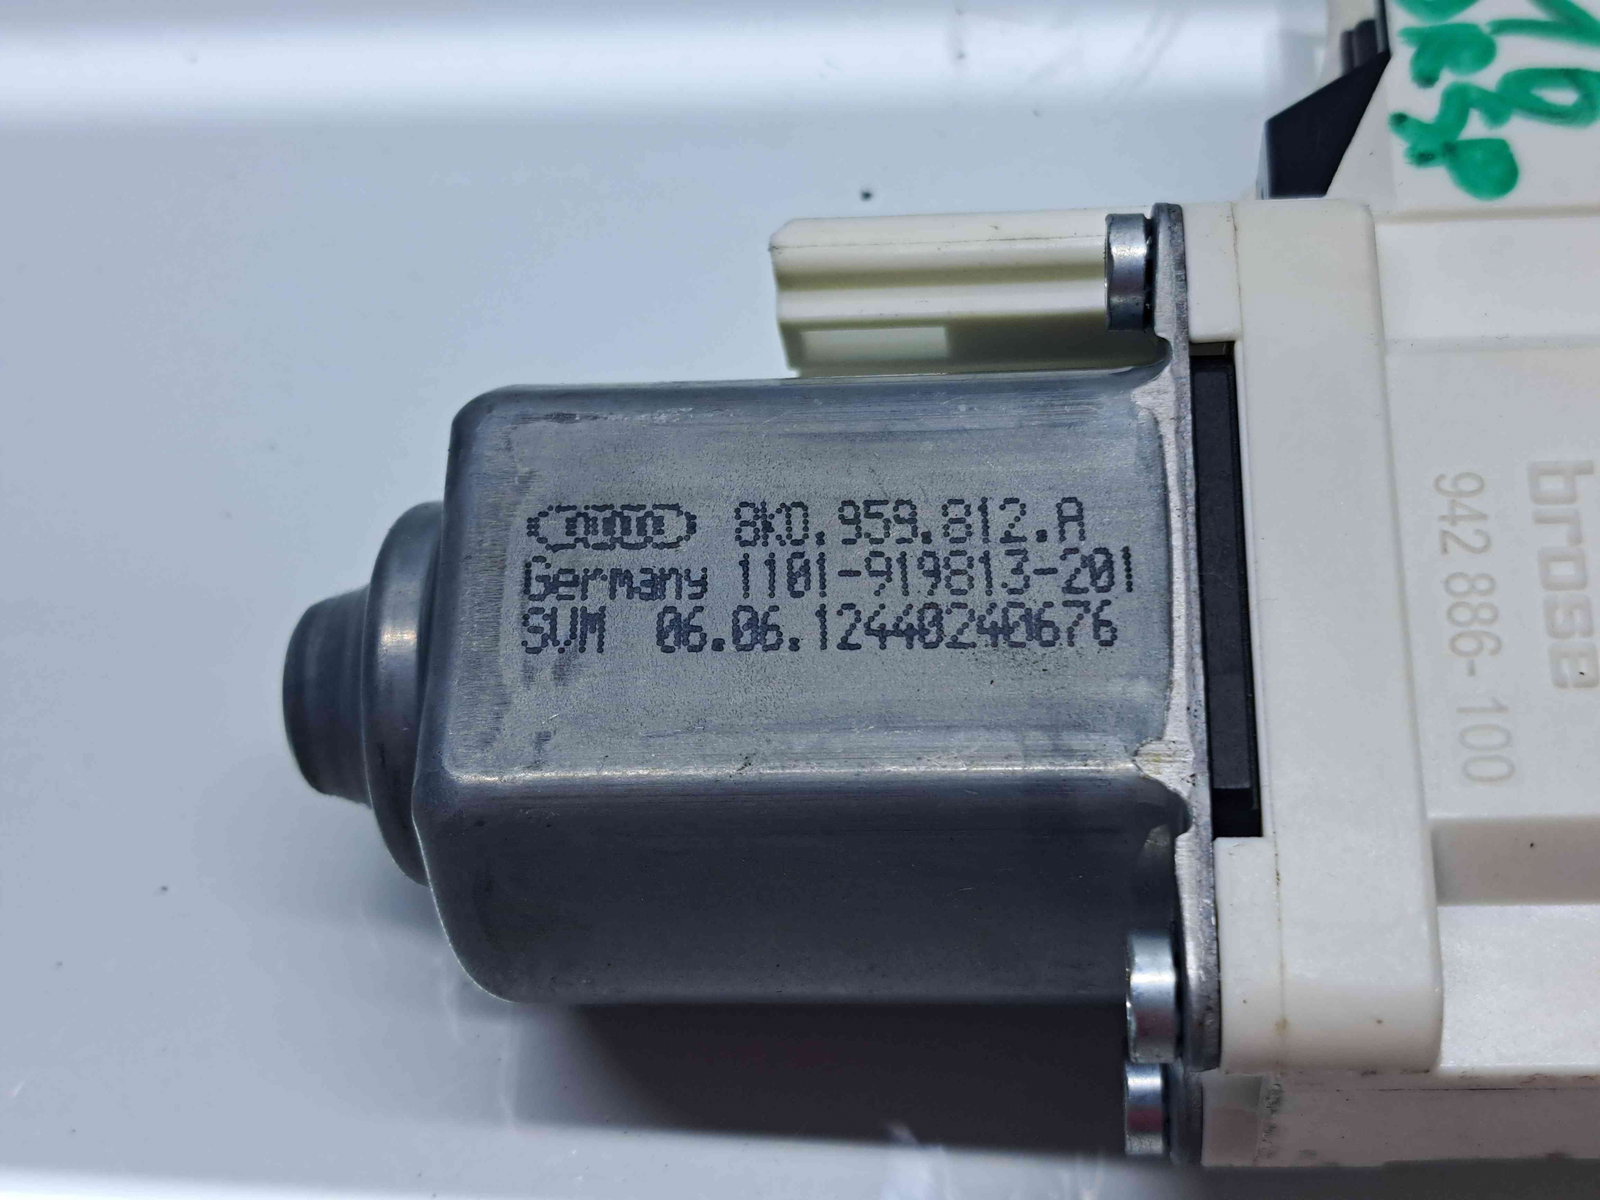 8K0.959.812.A
Germany 1101-919813-201
SVM 06.06.12440240676
brose
942 886-100